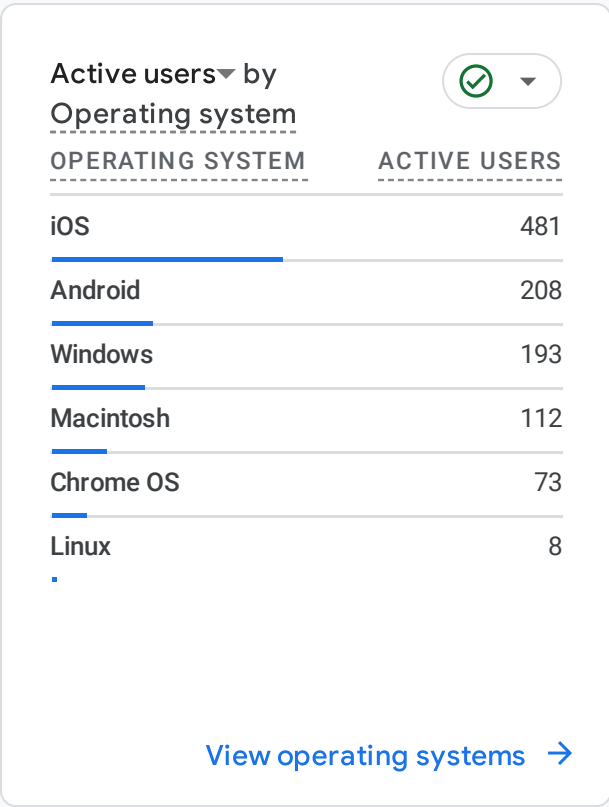 Active users by
Operating system
OPERATING SYSTEM ACTIVE USERS
iOS 481
Android 208
Windows 193
Macintosh 112
Chrome OS 73
Linux 8
View operating systems